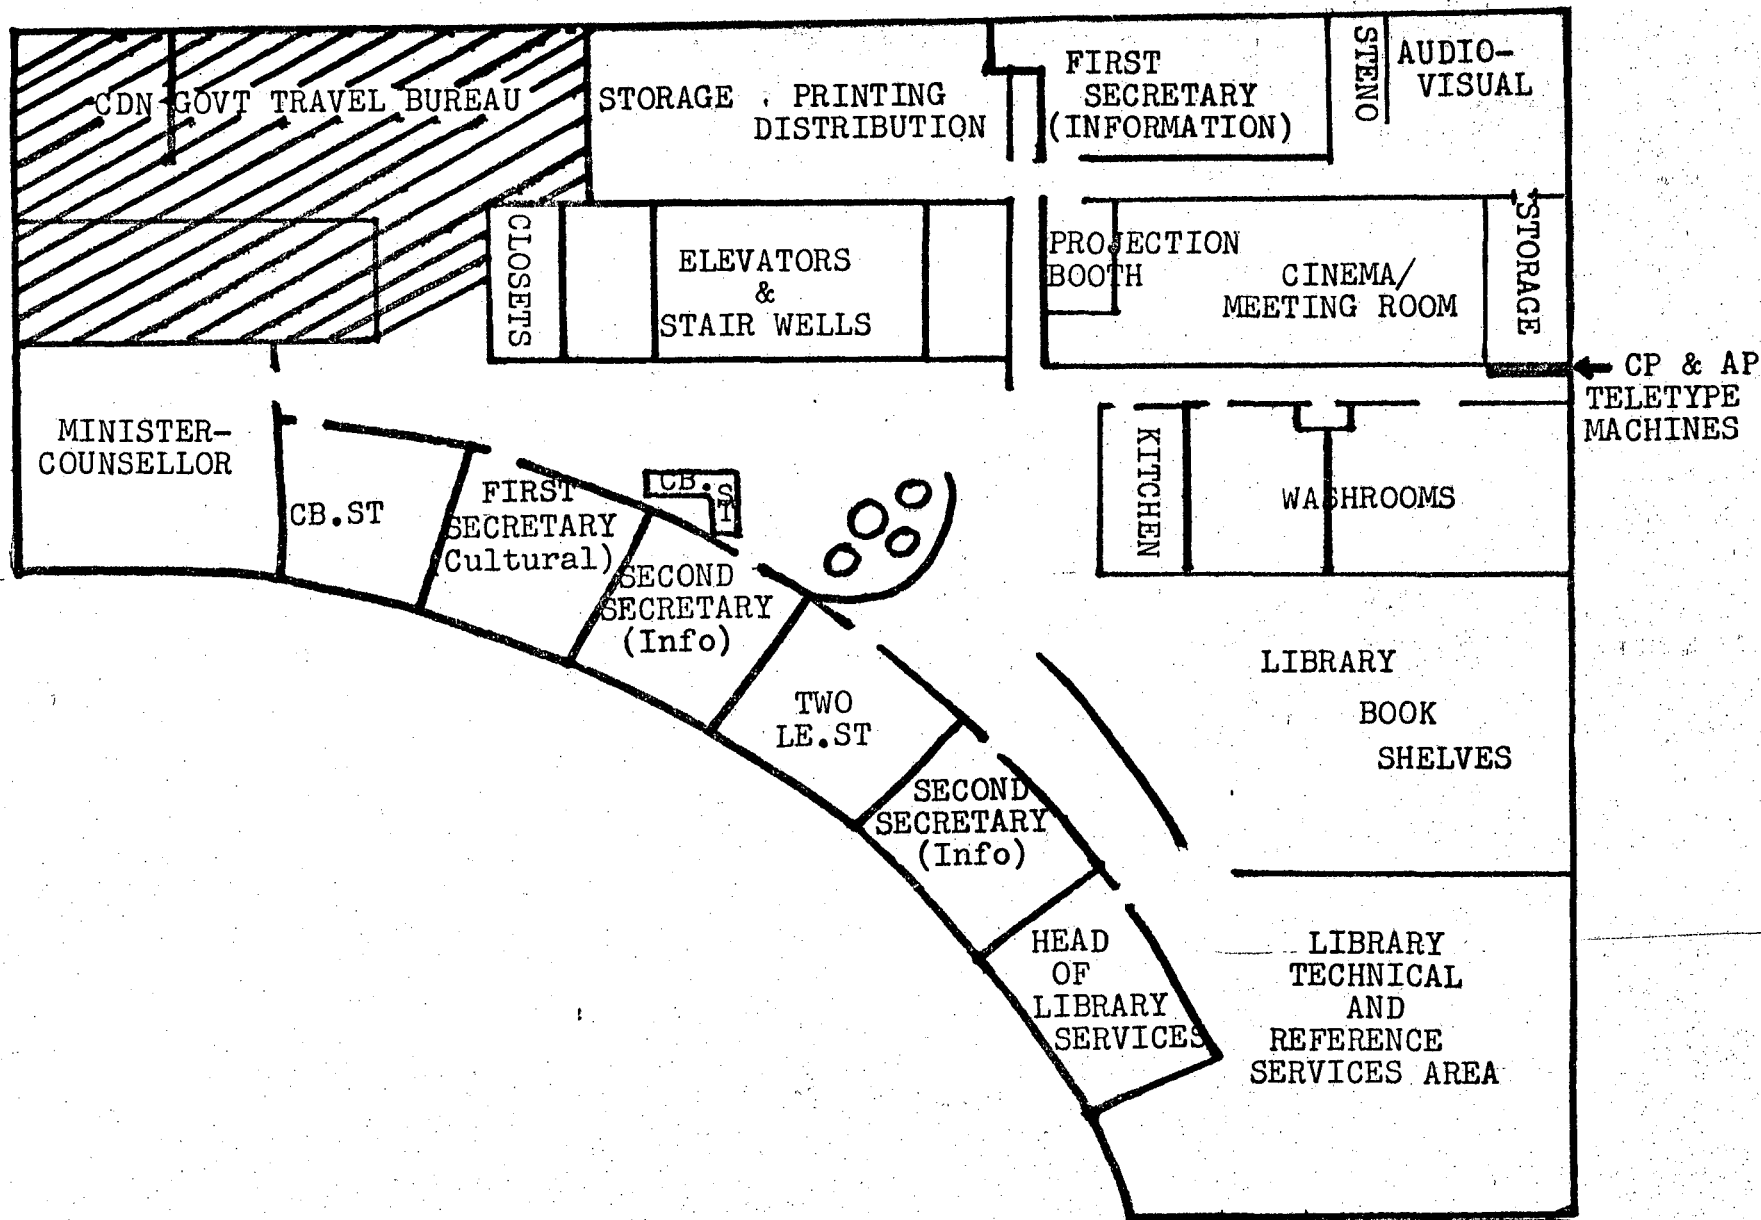 CDN GOVT TRAVEL BUREAU
STORAGE . PRINTING
DISTRIBUTION
FIRST
SECRETARY
(INFORMATION)
STENO
AUDIO-
VISUAL
CLOSETS
ELEVATORS
&
STAIR WELLS
PROJECTION
BOOTH
CINEMA/
MEETING ROOM
STORAGE
CP & AP
TELETYPE
MACHINES
MINISTER-
COUNSELLOR
CB.ST
FIRST
SECRETARY
(Cultural)
CB.ST
SECOND
SECRETARY
(Info)
KITCHEN
WASHROOMS
TWO
LE.ST
LIBRARY
BOOK
SHELVES
SECOND
SECRETARY
(Info)
HEAD
OF
LIBRARY
SERVICES
LIBRARY
TECHNICAL
AND
REFERENCE
SERVICES AREA